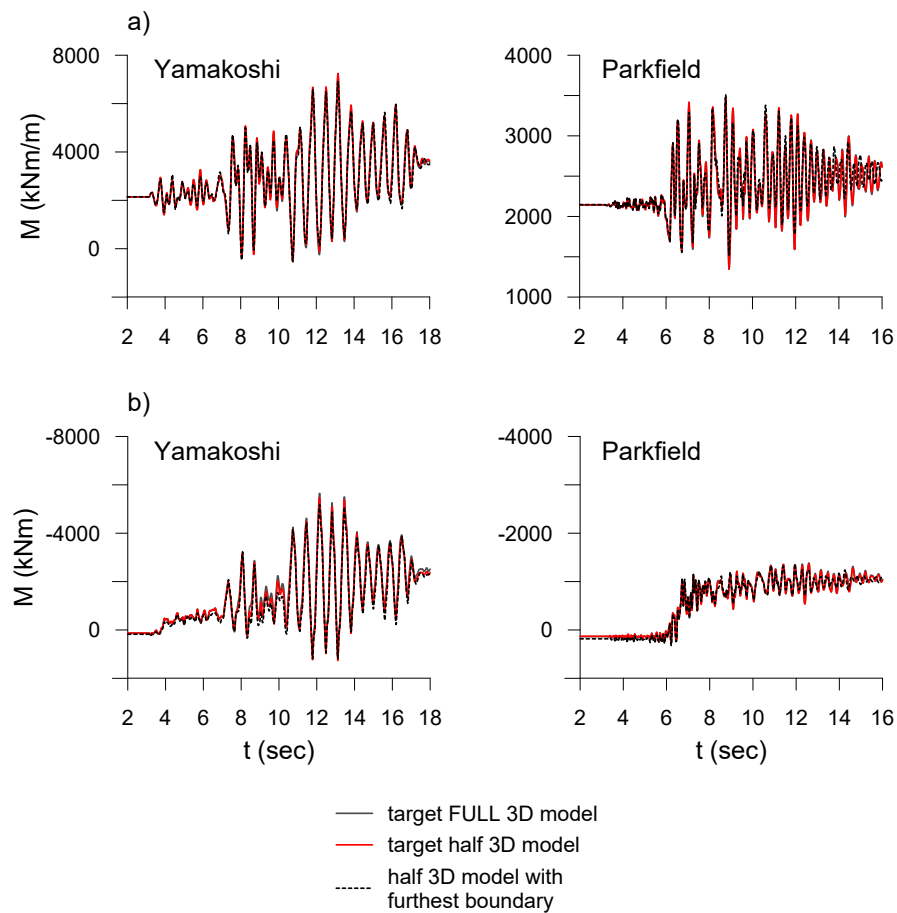 a)
Yamakoshi
Parkfield
M (kNm/m)
8000
4000
0
4000
3000
2000
1000
2 4 6 8 10 12 14 16 18
2 4 6 8 10 12 14 16
b)
Yamakoshi
Parkfield
M (kNm)
-8000
-4000
0
-4000
-2000
0
2 4 6 8 10 12 14 16 18
2 4 6 8 10 12 14 16
t (sec)
t (sec)
target FULL 3D model
target half 3D model
half 3D model with
furthest boundary